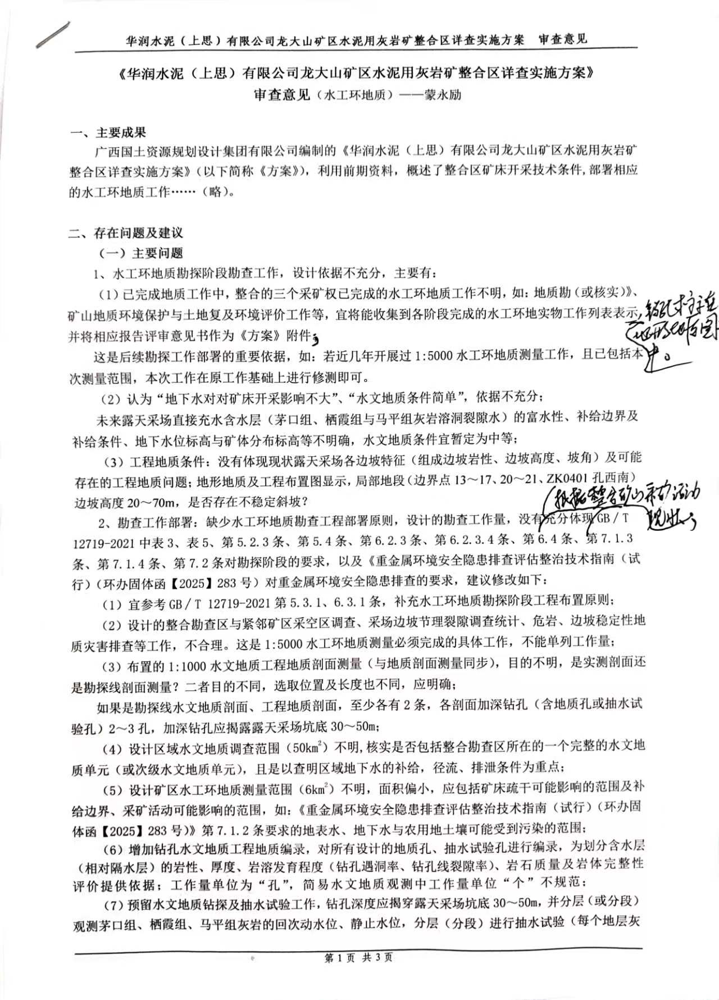 华润水泥（上思）有限公司龙大山矿区水泥用灰岩矿整合区详查实施方案　审查意见
《华润水泥（上思）有限公司龙大山矿区水泥用灰岩矿整合区详查实施方案》
审查意见（水工环地质）——蒙永励
一、主要成果
广西国土资源规划设计集团有限公司编制的《华润水泥（上思）有限公司龙大山矿区水泥用灰岩矿
整合区详查实施方案》（以下简称《方案》），利用前期资料，概述了整合区矿床开采技术条件,部署相应
的水工环地质工作……（略）。
二、存在问题及建议
（一）主要问题
1、水工环地质勘探阶段勘查工作，设计依据不充分，主要有：
（1）已完成地质工作中，整合的三个采矿权已完成的水工环地质工作不明，如：地质勘（或核实）》、
矿山地质环境保护与土地复及环境评价工作等，宜将能收集到各阶段完成的水工环地实物工作列表表示，
并将相应报告评审意见书作为《方案》附件；
钻孔
地形地质图
中。
这是后续勘探工作部署的重要依据，如：若近几年开展过 1:5000 水工环地质测量工作，且已包括本
次测量范围，本次工作在原工作基础上进行修测即可。
（2）认为“地下水对对矿床开采影响不大”、“水文地质条件简单”，依据不充分；
未来露天采场直接充水含水层（茅口组、栖霞组与马平组灰岩溶洞裂隙水）的富水性、补给边界及
补给条件、地下水位标高与矿体分布标高等不明确，水文地质条件宜暂定为中等；
（3）工程地质条件：没有体现现状露天采场各边坡特征（组成边坡岩性、边坡高度、坡角）及可能
存在的工程地质问题；地形地质及工程布置图显示，局部地段（边界点 13～17、20～21、ZK0401 孔西南）
边坡高度 20～70m，是否存在不稳定斜坡？
根据整合矿山采矿活动
现状，
2、勘查工作部署：缺少水工环地质勘查工程部署原则，设计的勘查工作量，没有充分体现 GB／T
12719-2021 中表 3、表 5、第 5.2.3 条、第 5.4 条、第 6.2.3 条、第 6.2.3.4 条、第 6.4 条、第 7.1.3
条、第 7.1.4 条、第 7.2 条对勘探阶段的要求，以及《重金属环境安全隐患排查评估整治技术指南（试
行）（环办固体函【2025】283 号）对重金属环境安全隐患排查的要求，建议修改如下：
（1）宜参考 GB／T 12719-2021 第 5.3.1、6.3.1 条，补充水工环地质勘探阶段工程布置原则；
（2）设计的整合勘查区与紧邻矿区采空区调查、采场边坡节理裂隙调查统计、危岩、边坡稳定性地
质灾害排查等工作，不合理。这是 1:5000 水工环地质测量必须完成的具体工作，不能单列工作量；
（3）布置的 1:1000 水文地质工程地质剖面测量（与地质剖面测量同步），目的不明，是实测剖面还
是勘探线剖面测量？二者目的不同，选取位置及长度也不同，应明确；
如果是勘探线水文地质剖面、工程地质剖面，至少各有 2 条，各剖面加深钻孔（含地质孔或抽水试
验孔）2～3 孔，加深钻孔应揭露露天采场坑底 30～50m；
（4）设计区域水文地质调查范围（50km²）不明,核实是否包括整合勘查区所在的一个完整的水文地
质单元（或次级水文地质单元），且是以查明区域地下水的补给，径流、排泄条件为重点；
（5）设计矿区水工环地质测量范围（6km²）不明，面积偏小，应包括矿床疏干可能影响的范围及补
给边界、采矿活动可能影响的范围，如：《重金属环境安全隐患排查评估整治技术指南（试行）（环办固
体函【2025】283 号）》第 7.1.2 条要求的地表水、地下水与农用地土壤可能受到污染的范围；
（6）增加钻孔水文地质工程地质编录，对所有设计的地质孔、抽水试验孔进行编录，为划分含水层
（相对隔水层）的岩性、厚度、岩溶发育程度（钻孔遇洞率、钻孔线裂隙率）、岩石质量及岩体完整性
评价提供依据；工作量单位为“孔”，简易水文地质观测中工作量单位“个”不规范；
（7）预留水文地质钻探及抽水试验工作，钻孔深度应揭穿露天采场坑底 30～50m，并分层（或分段）
观测茅口组、栖霞组、马平组灰岩的回次动水位、静止水位，分层（分段）进行抽水试验（每个地层灰
第 1 页 共 3 页